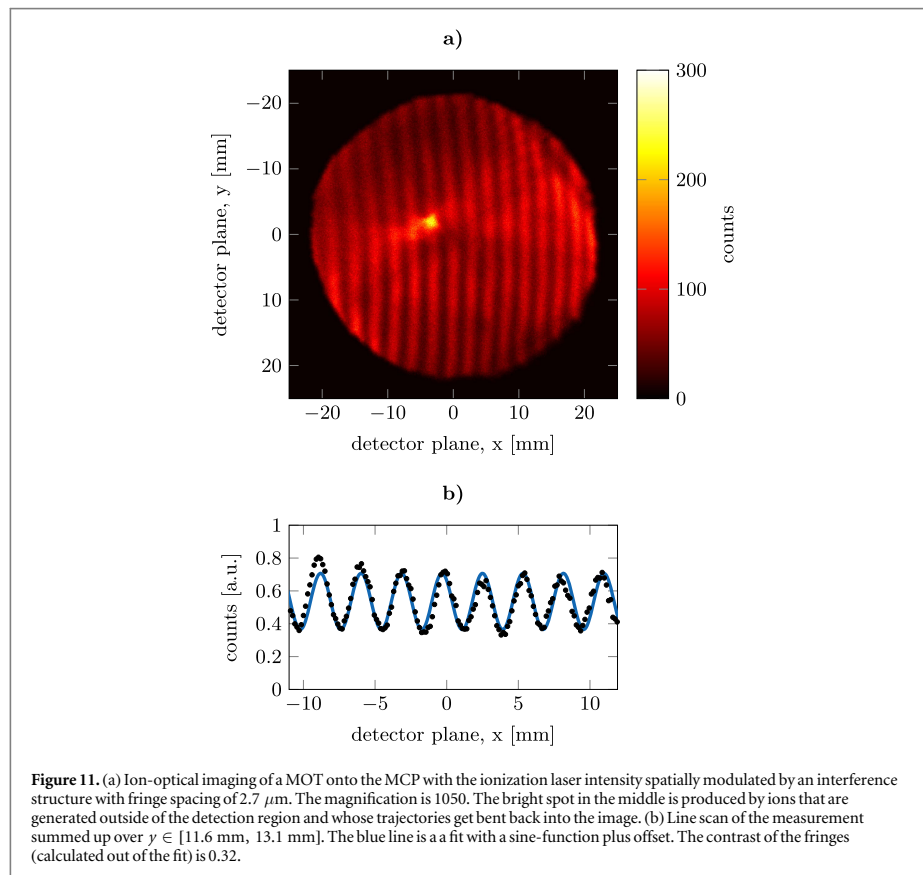 a)
300
200
100
0
counts
−20
−10
0
10
20
detector plane, y [mm]
−20 −10 0 10 20
detector plane, x [mm]
b)
1
0.8
0.6
0.4
0.2
0
counts [a.u.]
−10 −5 0 5 10
detector plane, x [mm]
Figure 11. (a) Ion-optical imaging of a MOT onto the MCP with the ionization laser intensity spatially modulated by an interference
structure with fringe spacing of 2.7 μm. The magnification is 1050. The bright spot in the middle is produced by ions that are
generated outside of the detection region and whose trajectories get bent back into the image. (b) Line scan of the measurement
summed up over y ∈ [11.6 mm, 13.1 mm]. The blue line is a a fit with a sine-function plus offset. The contrast of the fringes
(calculated out of the fit) is 0.32.